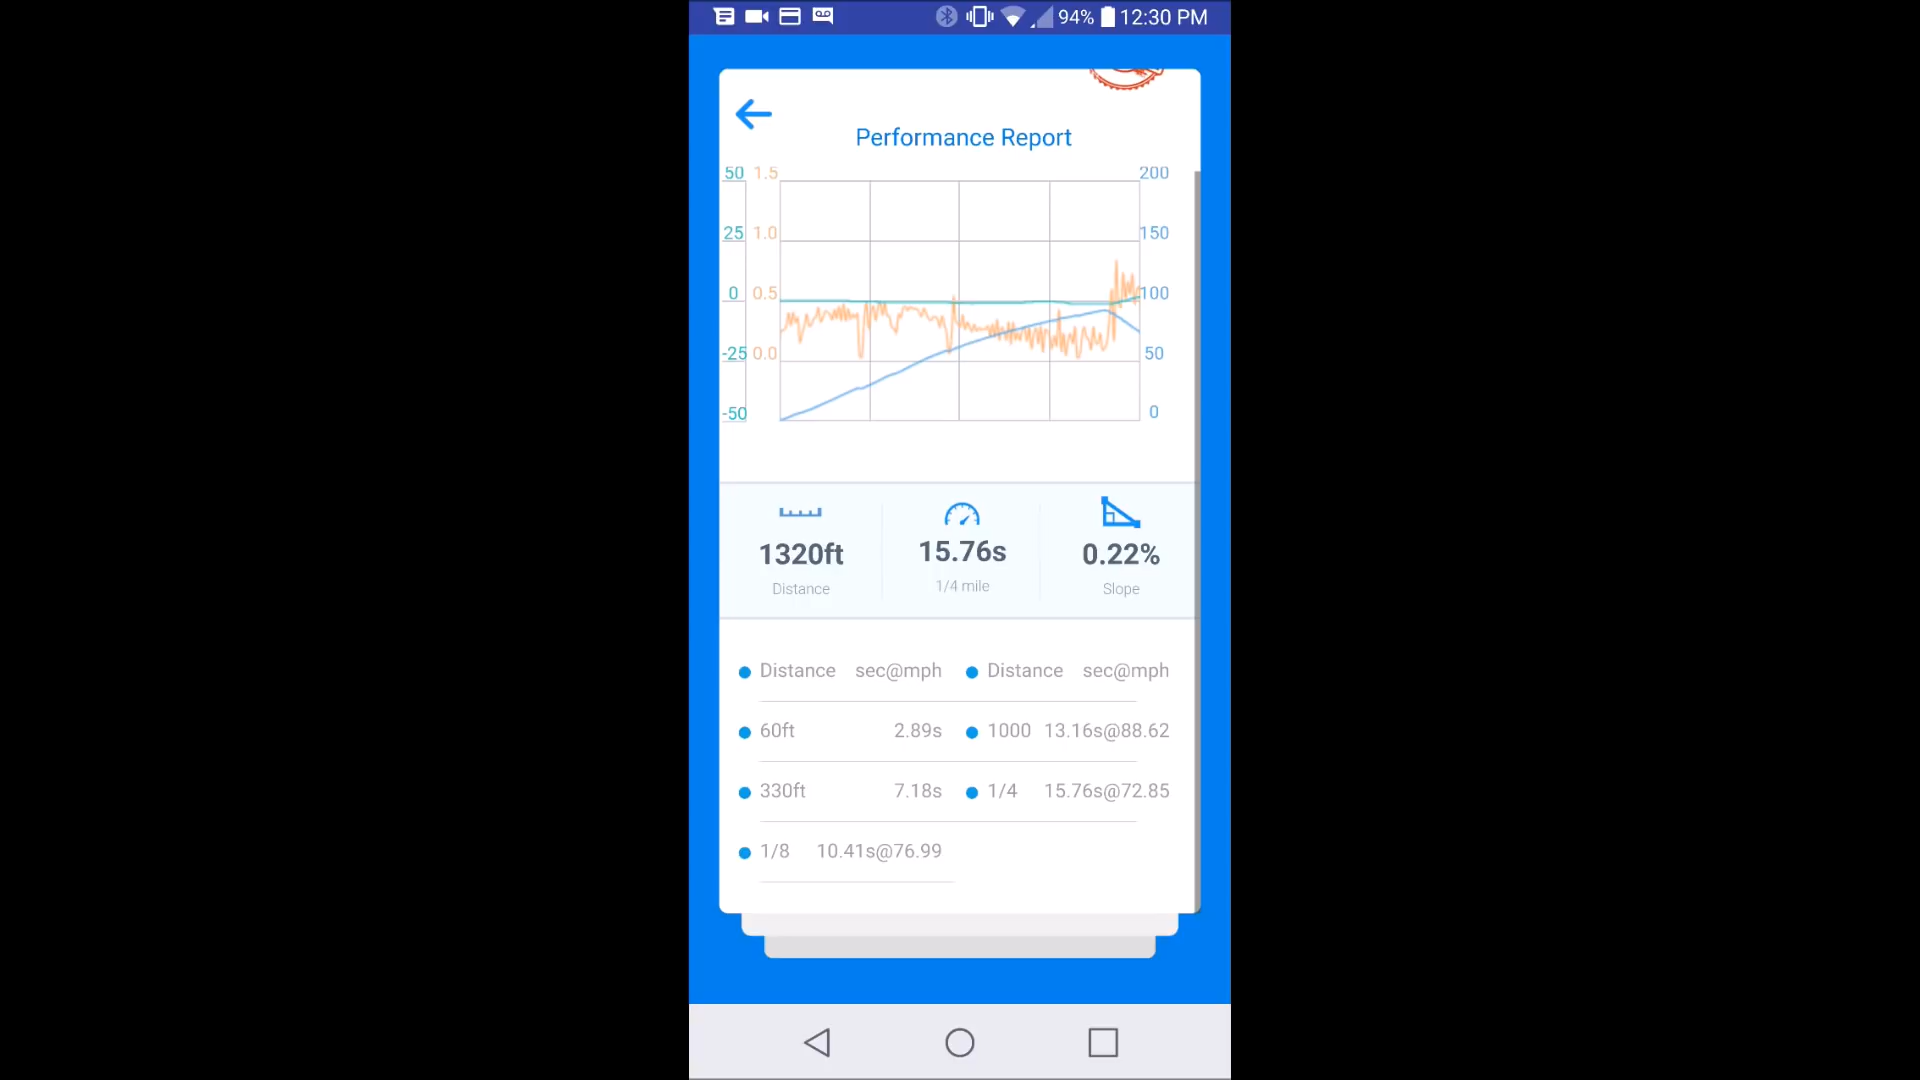 94% 12:30 PM
Performance Report
50 1.5 200
25 1.0 150
0 0.5 100
-25 0.0 50
-50 0
1320ft 15.76s 0.22%
Distance 1/4 mile Slope
Distance sec@mph Distance sec@mph
60ft 2.89s 1000 13.16s@88.62
330ft 7.18s 1/4 15.76s@72.85
1/8 10.41s@76.99